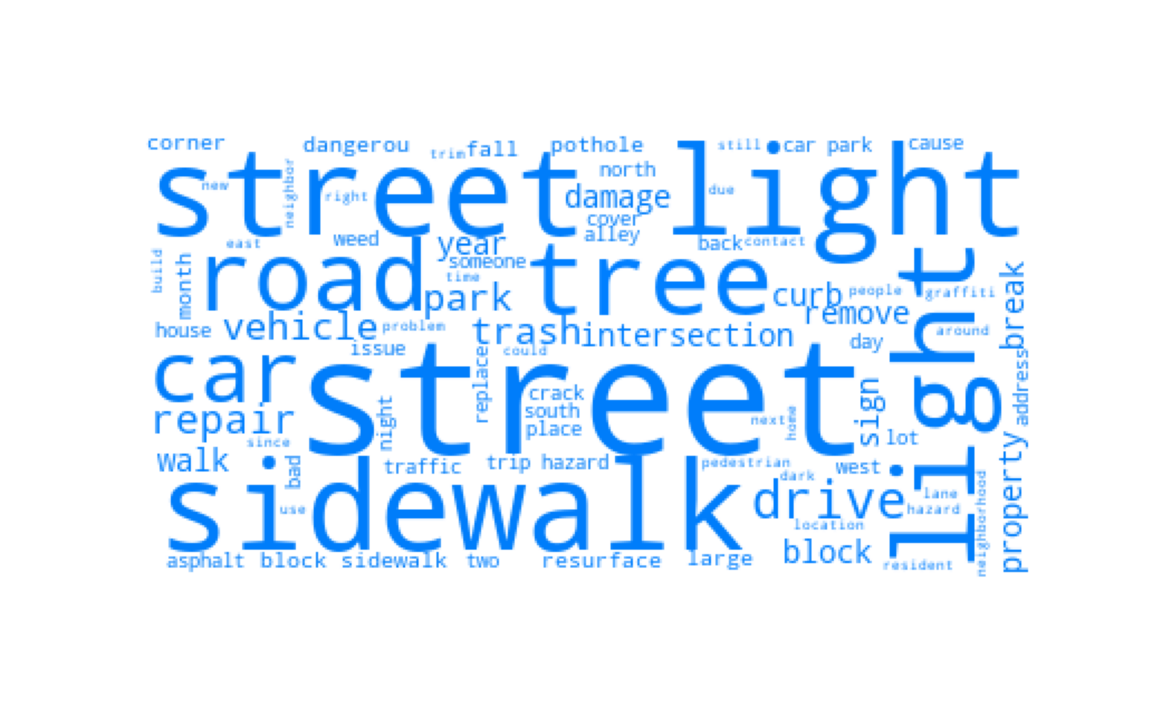 corner dangerou trim fall pothole still car park cause
street light
new neighbor right north damage due
cover
east weed year alley back contact
build month road someone tree
time park curb people graffiti
remove break
house vehicle problem trash intersection around
issue could day
car street light
replace crack address
repair night south next home sign
place
since lot
walk bad traffic trip hazard pedestrian west
dark
sidewalk drive lane
use hazard neighborhood property
location
block
asphalt block sidewalk two resurface large resident